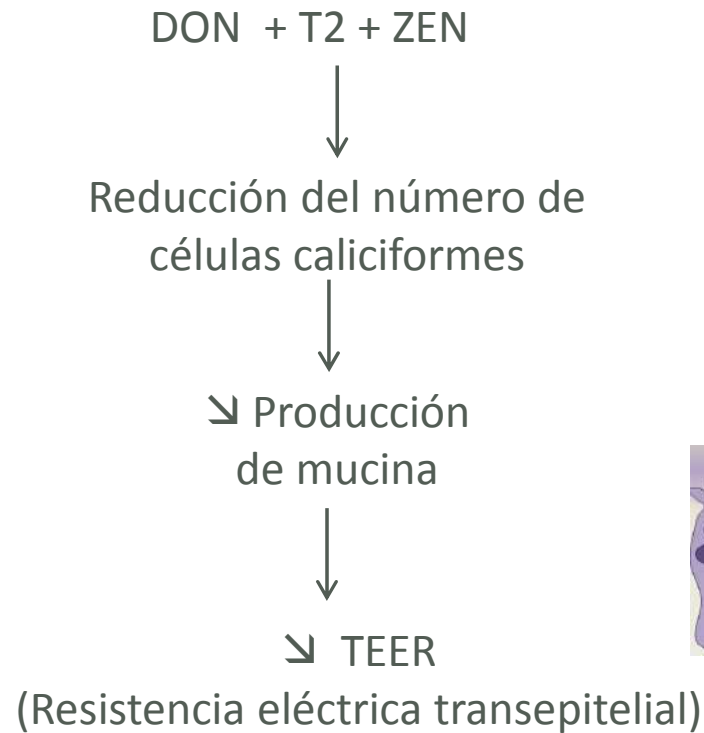 DON + T2 + ZEN
Reducción del número de
células caliciformes
↘ Producción
de mucina
↘ TEER
(Resistencia eléctrica transepitelial)